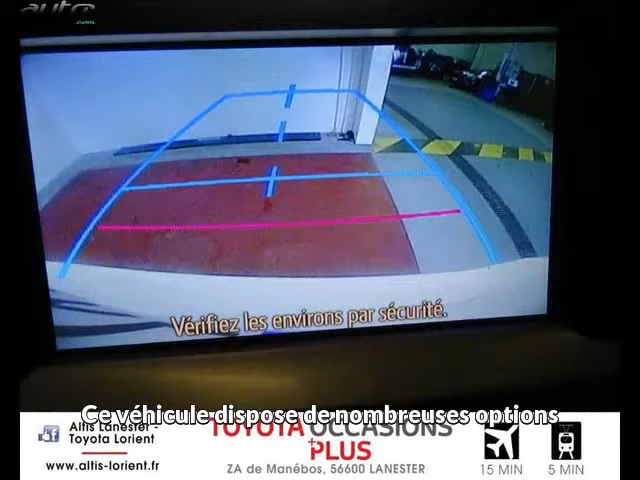 auto
Vérifiez les environs par sécurité.
Ce véhicule dispose de nombreuses options
Altis Lanester -
Toyota Lorient
www.altis-lorient.fr
TOYOTA OCCASIONS
+PLUS
ZA de Manébos, 56600 LANESTER
15 MIN
5 MIN